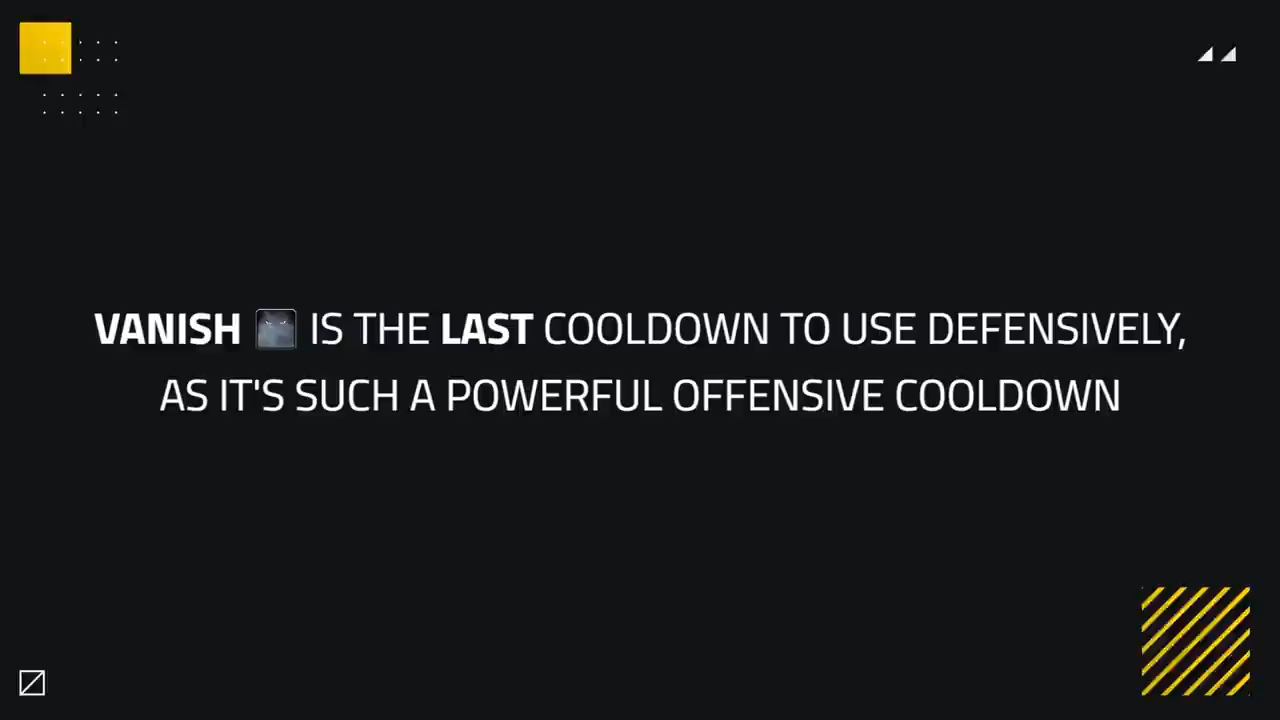 VANISH IS THE LAST COOLDOWN TO USE DEFENSIVELY,
AS IT'S SUCH A POWERFUL OFFENSIVE COOLDOWN